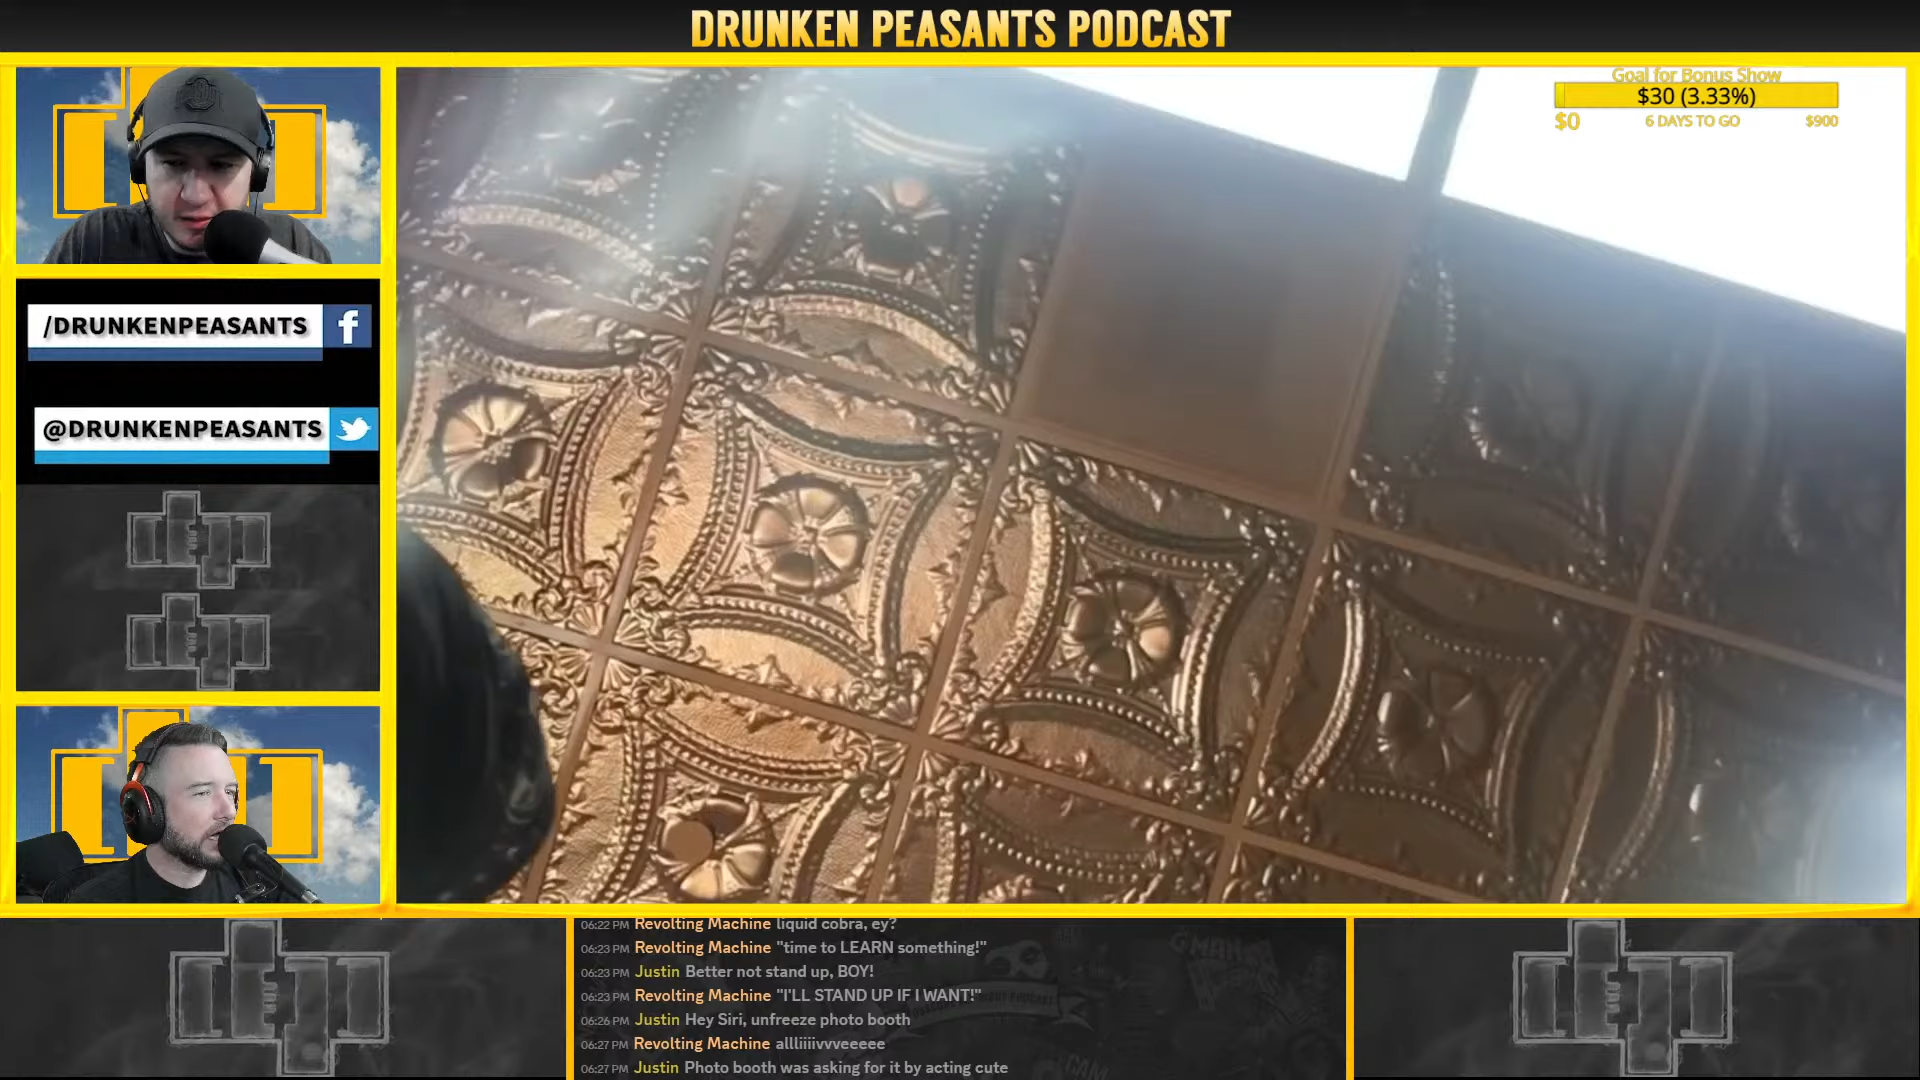 DRUNKEN PEASANTS PODCAST
Goal for Bonus Show
$30 (3.33%)
$0 6 DAYS TO GO $900
/DRUNKENPEASANTS f
@DRUNKENPEASANTS
06:22 PM Revolting Machine liquid cobra, ey?
06:23 PM Revolting Machine "time to LEARN something!"
06:23 PM Justin Better not stand up, BOY!
06:23 PM Revolting Machine "I'LL STAND UP IF I WANT!"
06:26 PM Justin Hey Siri, unfreeze photo booth
06:27 PM Revolting Machine allliiiivvveeeee
06:27 PM Justin Photo booth was asking for it by acting cute